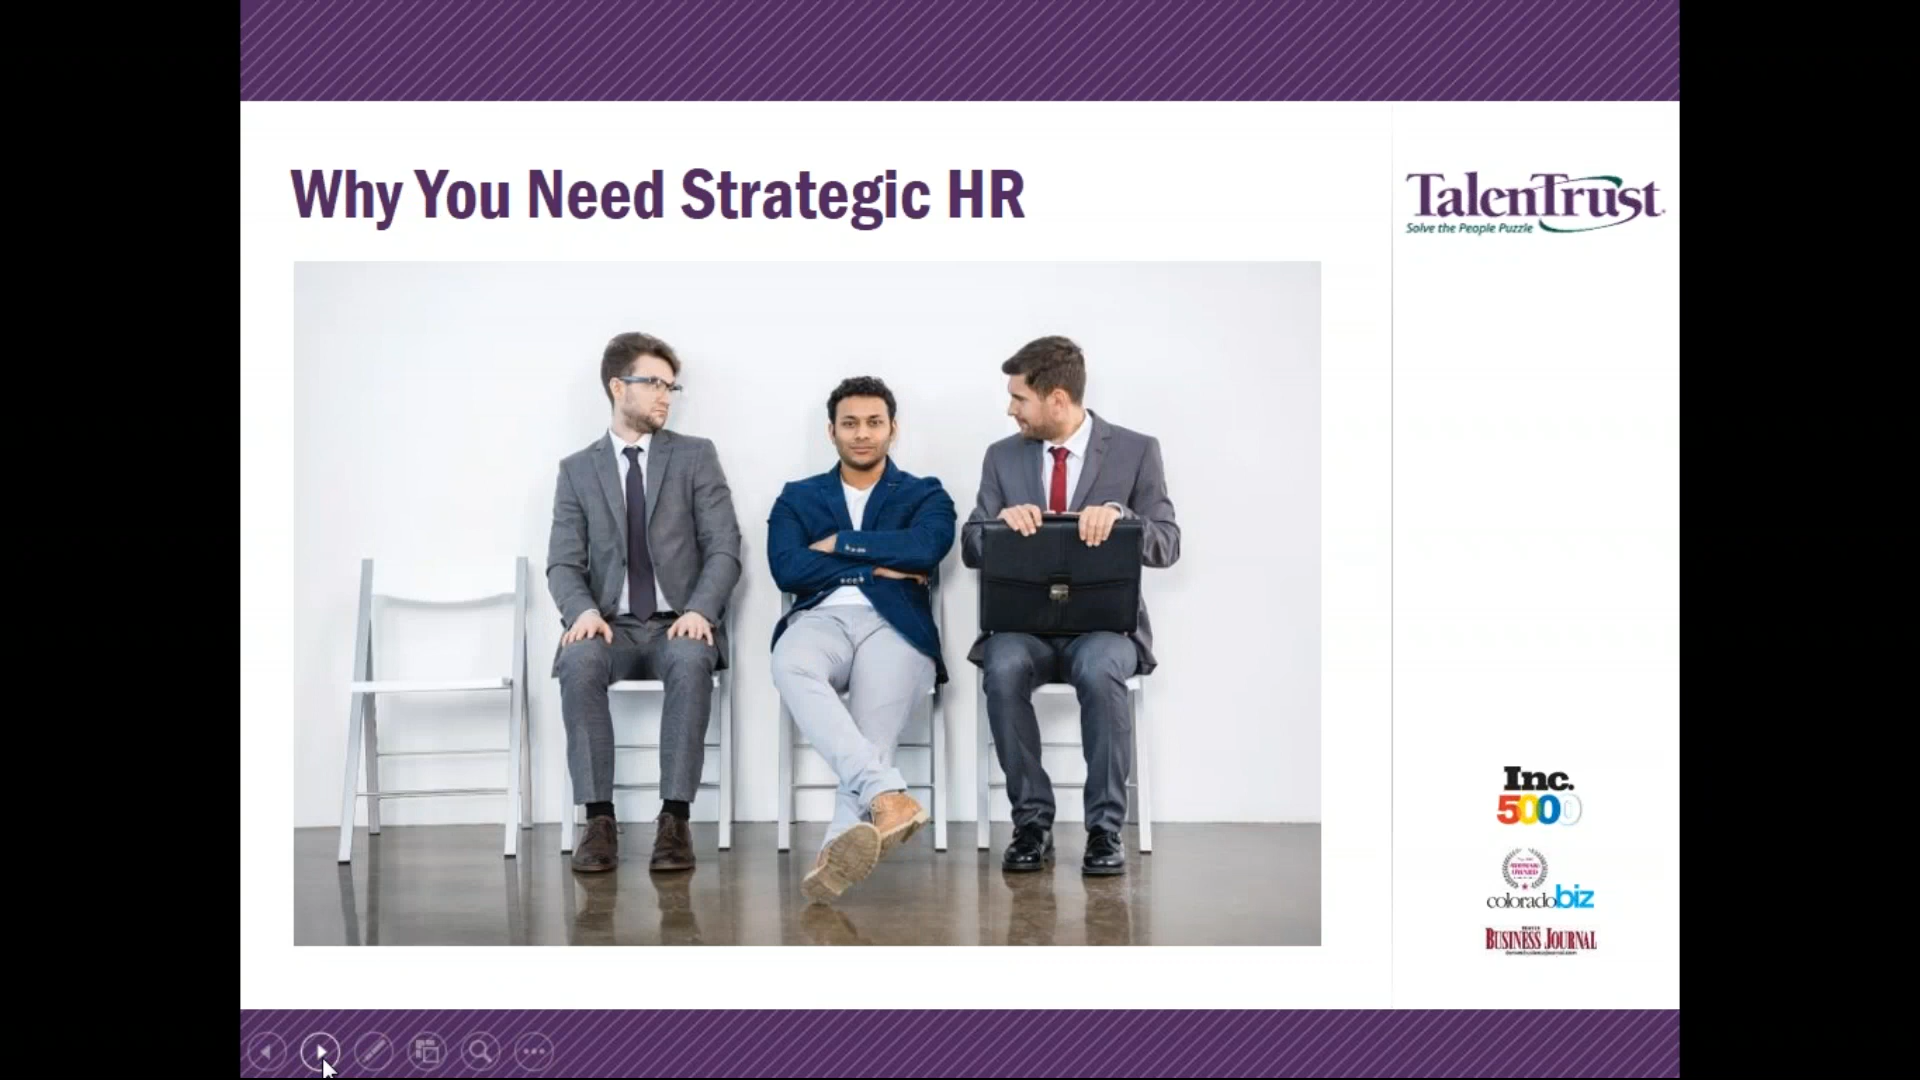 Why You Need Strategic HR
TalenTrust
Solve the People Puzzle
Inc.
5000
coloradobiz
BUSINESS JOURNAL